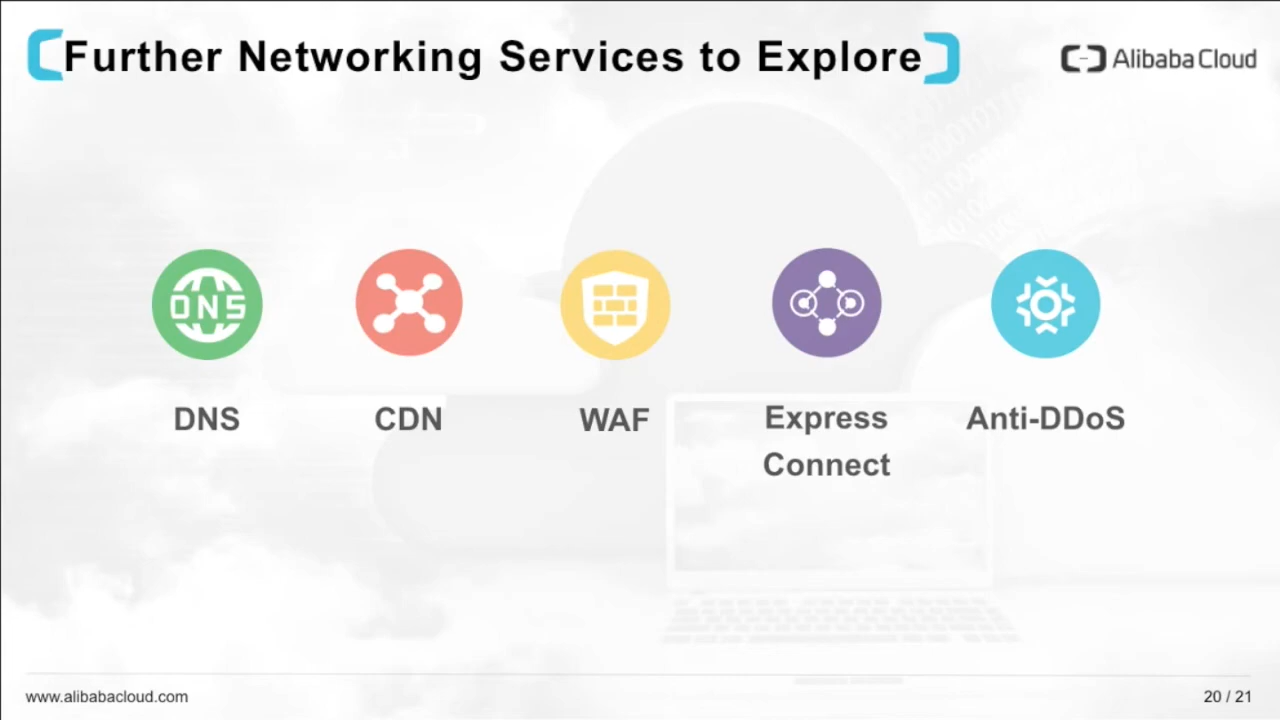 Further Networking Services to Explore
Alibaba Cloud
DNS
DNS
CDN
WAF
Express
Connect
Anti-DDoS
www.alibabacloud.com
20 / 21